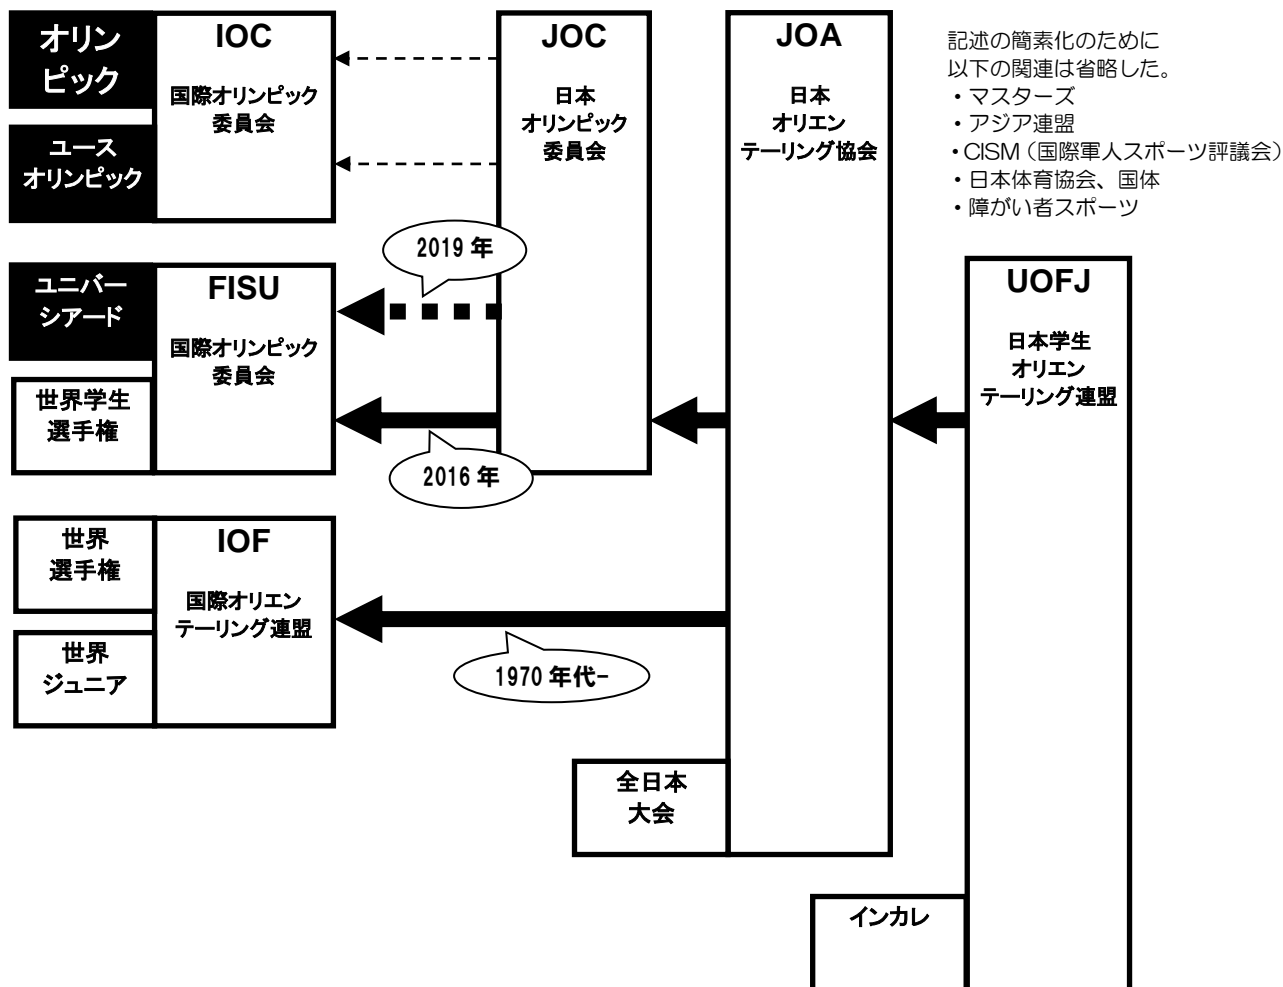 オリン
ピック
IOC
国際オリンピック
委員会
ユース
オリンピック
JOC
日本
オリンピック
委員会
JOA
日本
オリエン
テーリング協会
記述の簡素化のために
以下の関連は省略した。
・マスターズ
・アジア連盟
・CISM（国際軍人スポーツ評議会）
・日本体育協会、国体
・障がい者スポーツ
2019 年
ユニバー
シアード
FISU
国際オリンピック
委員会
世界学生
選手権
2016 年
UOFJ
日本学生
オリエン
テーリング連盟
世界
選手権
IOF
国際オリエン
テーリング連盟
世界
ジュニア
1970 年代-
全日本
大会
インカレ